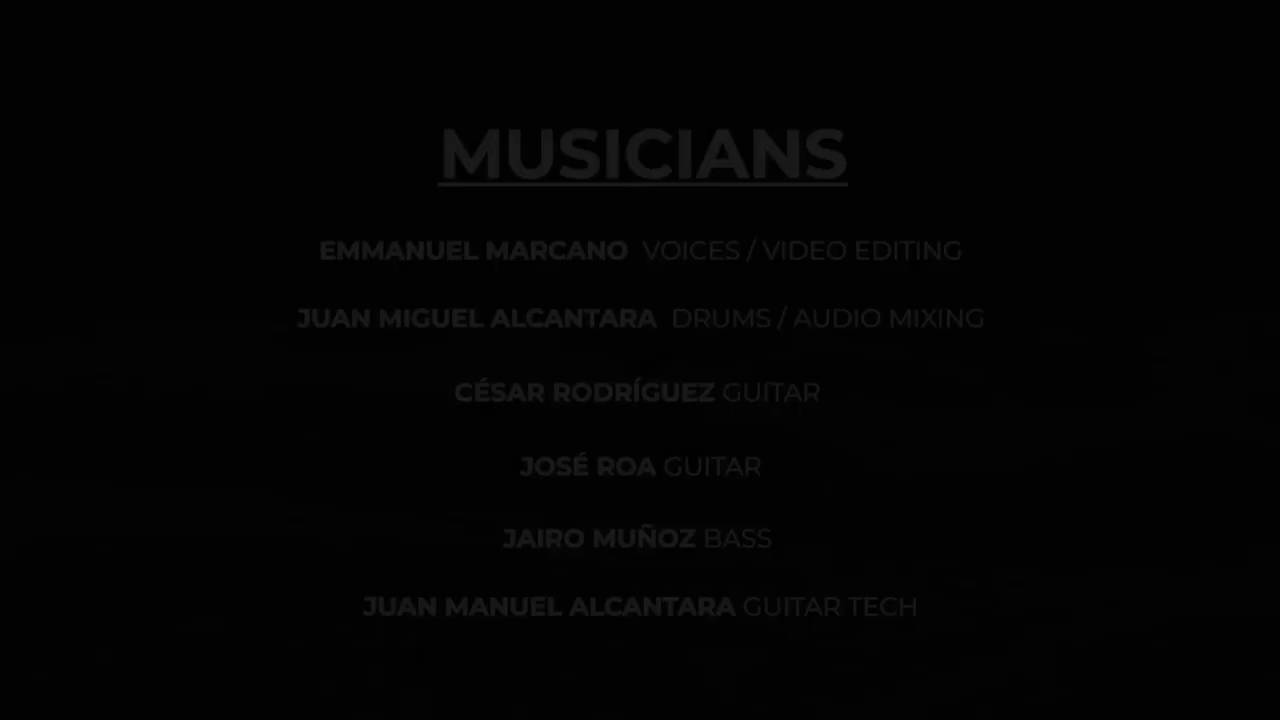 MUSICIANS
EMMANUEL MARCANO VOICES / VIDEO EDITING
JUAN MIGUEL ALCANTARA DRUMS / AUDIO MIXING
CÉSAR RODRÍGUEZ GUITAR
JOSÉ ROA GUITAR
JAIRO MUÑOZ BASS
JUAN MANUEL ALCANTARA GUITAR TECH